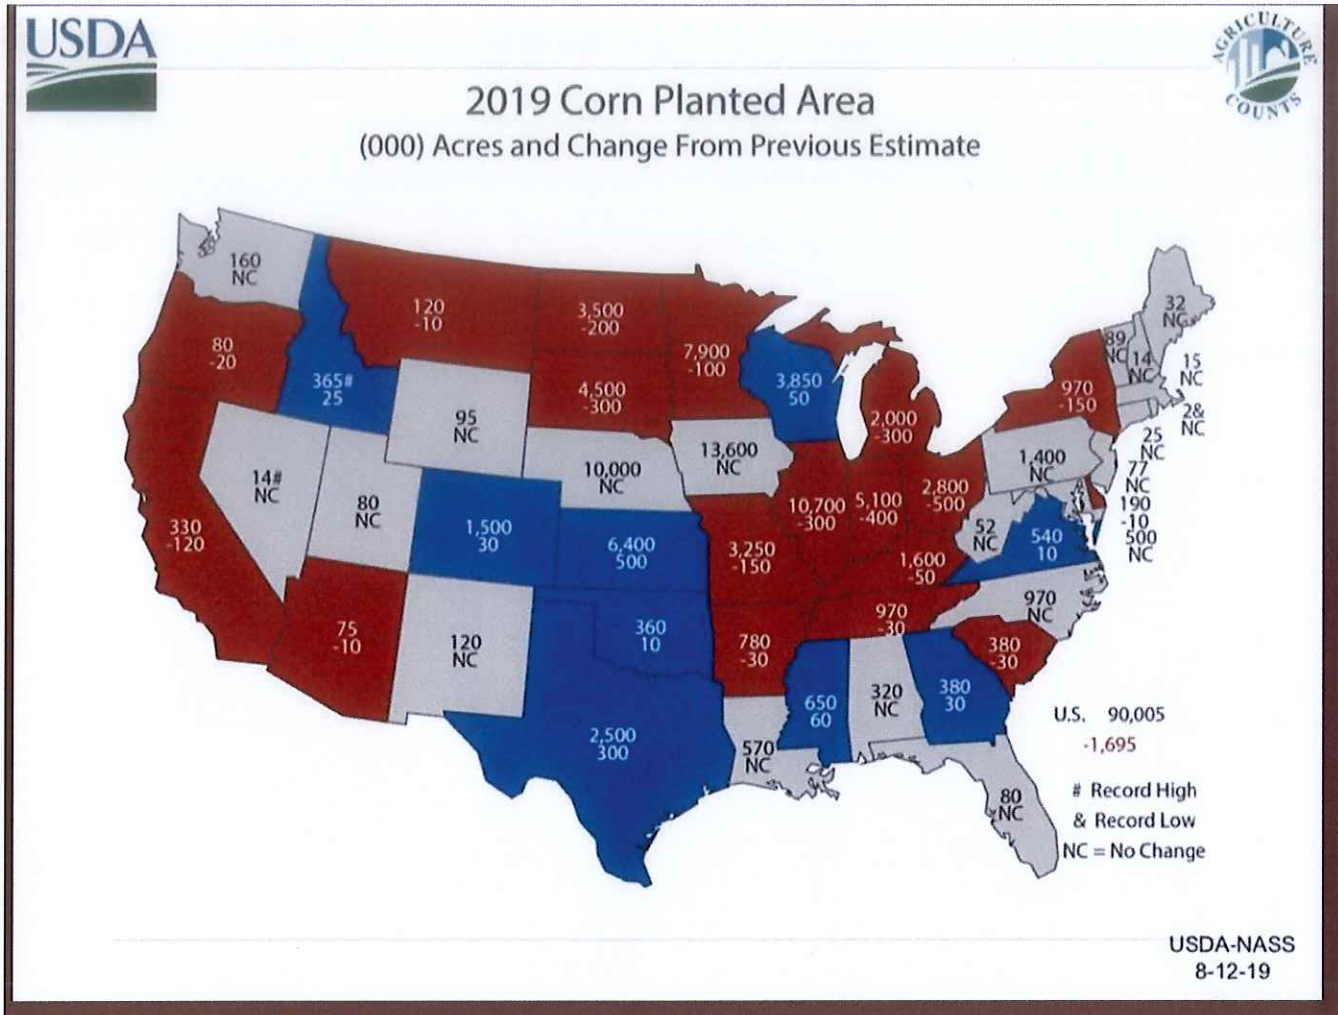 USDA
AGRICULTURE
COUNTS
2019 Corn Planted Area
(000) Acres and Change From Previous Estimate
160
NC
120
-10
3,500
-200
7,900
-100
32
NC
89
NC
14
NC
15
NC
80
-20
365#
25
4,500
-300
3,850
50
2,000
-300
970
-150
2&
NC
25
NC
95
NC
13,600
NC
1,400
NC
77
NC
14#
NC
80
NC
10,000
NC
10,700
-300
5,100
-400
2,800
-500
190
-10
500
NC
330
-120
1,500
30
6,400
500
3,250
-150
1,600
-50
52
NC
540
10
75
-10
120
NC
360
10
780
-30
970
-30
970
NC
380
-30
2,500
300
570
NC
650
60
320
NC
380
30
80
NC
U.S. 90,005
-1,695
# Record High
& Record Low
NC = No Change
USDA-NASS
8-12-19